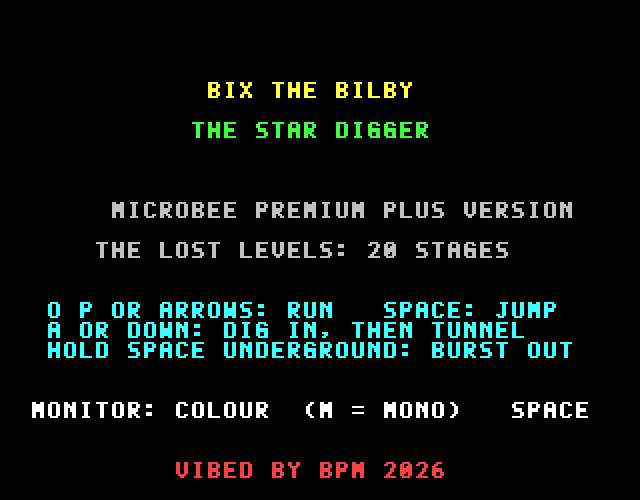 BIX THE BILBY
THE STAR DIGGER
MICROBEE PREMIUM PLUS VERSION
THE LOST LEVELS: 20 STAGES
O P OR ARROWS: RUN   SPACE: JUMP
A OR DOWN: DIG IN, THEN TUNNEL
HOLD SPACE UNDERGROUND: BURST OUT
MONITOR: COLOUR  (M = MONO)   SPACE
VIBED BY BPM 2026